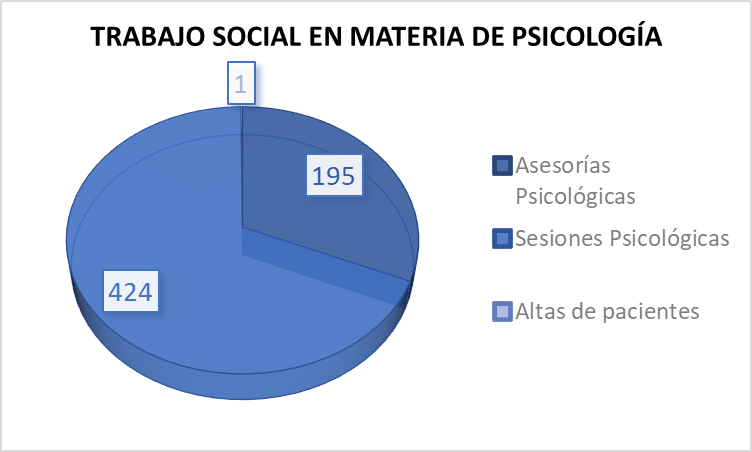 TRABAJO SOCIAL EN MATERIA DE PSICOLOGÍA
1
195
424
Asesorías
Psicológicas
Sesiones Psicológicas
Altas de pacientes